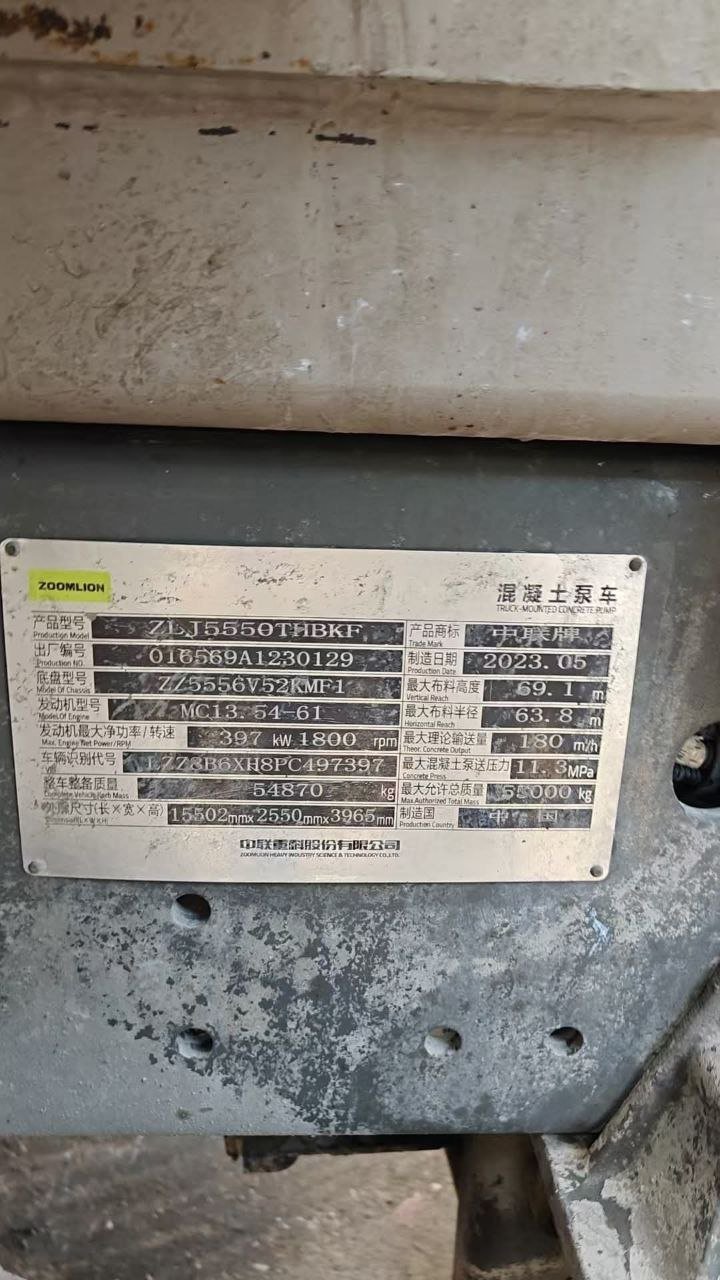 ZOOMLION
混凝土泵车
TRUCK-MOUNTED CONCRETE PUMP
产品型号 ZLJ5550THBKF 产品商标 中联牌
Production Model Trade Mark
出厂编号 016569A1230129 制造日期 2023.05
Production NO. Production Date
底盘型号 ZZ5556V52KMF1 最大布料高度 69.1 m
Model Of Chassis Vertical Reach
发动机型号 MC13.54-61 最大布料半径 63.8 m
Model Of Engine Horizontal Reach
发动机最大净功率/转速 397 kW 1800 rpm 最大理论输送量 180 m³/h
Max. Engine Net Power/RPM Theor. Concrete Output
车辆识别代号 LZZ8B6XH8PC497397 最大混凝土泵送压力 11.3 MPa
VIN Concrete Press
整车整备质量 54870 kg 最大允许总质量 55000 kg
Complete Vehicle Kerb Mass Max.Authorized Total Mass
外廓尺寸(长×宽×高) 15502mmx2550mmx3965mm 制造国 中国
Production Country
中联重科股份有限公司
ZOOMLION HEAVY INDUSTRY SCIENCE & TECHNOLOGY CO.,LTD.